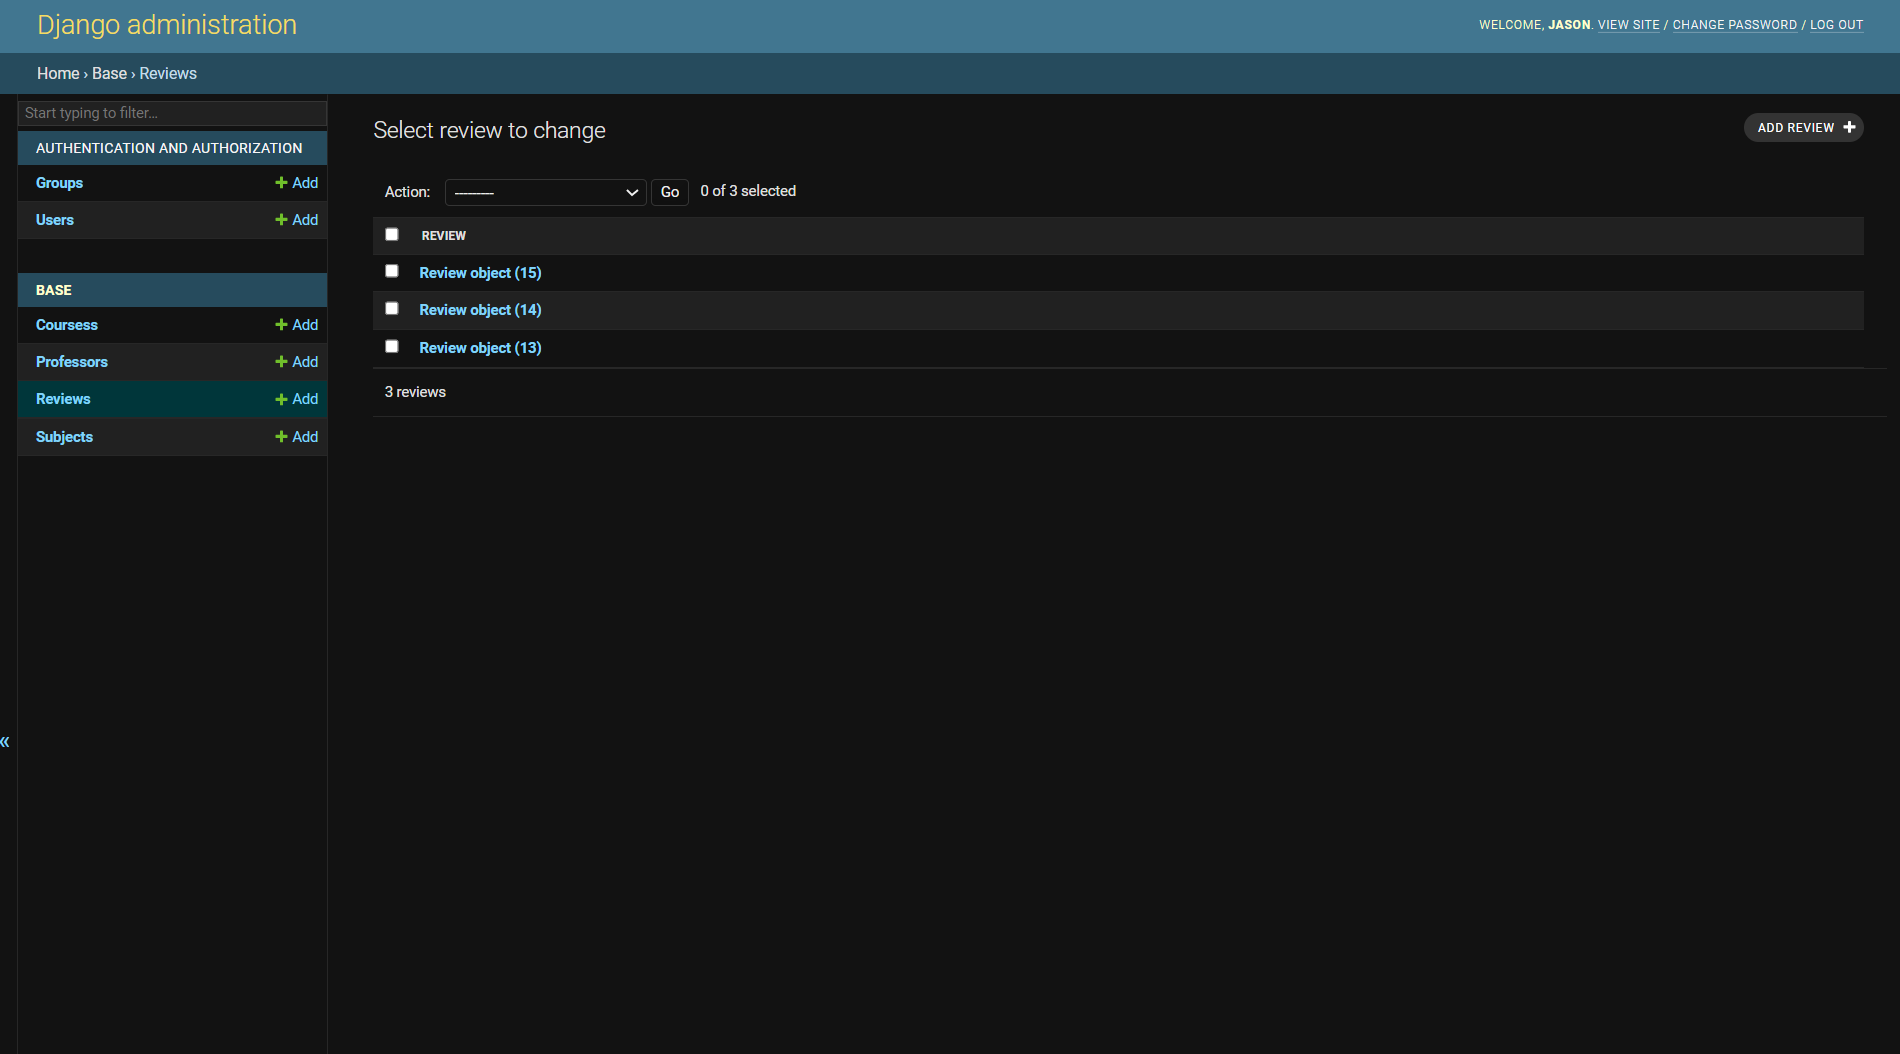 Django administration
WELCOME, JASON. VIEW SITE / CHANGE PASSWORD / LOG OUT
Home › Base › Reviews
Start typing to filter...
AUTHENTICATION AND AUTHORIZATION
Groups + Add
Users + Add
BASE
Coursess + Add
Professors + Add
Reviews + Add
Subjects + Add
«
Select review to change
ADD REVIEW +
Action: --------- Go 0 of 3 selected
REVIEW
Review object (15)
Review object (14)
Review object (13)
3 reviews